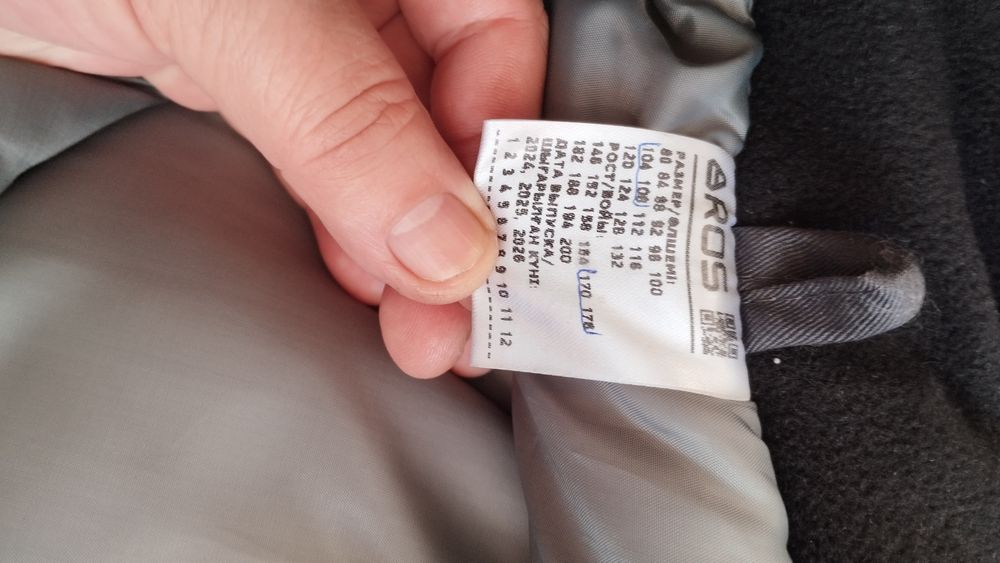 AROS
РАЗМЕР/ӨЛШЕМІ:
80 84 88 92 96 100
104 108 112 116
120 124 128 132
РОСТ/БОЙЫ:
146 152 158 164 170 176
182 188 194 200
ДАТА ВЫПУСКА/
ШЫҒАРЫЛҒАН КҮНІ:
2024, 2025, 2026
1 2 3 4 5 6 7 8 9 10 11 12